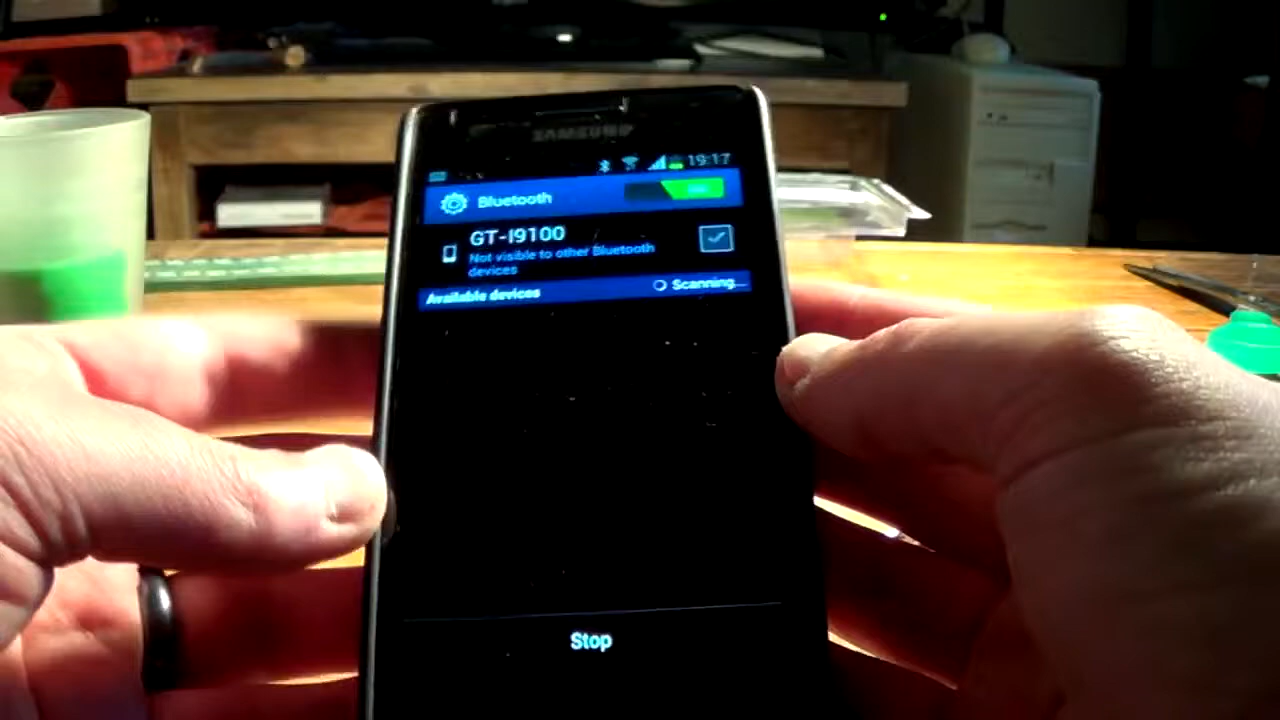 SAMSUNG
19:17
Bluetooth
GT-I9100
Not visible to other Bluetooth
devices
Available devices
Scanning...
Stop